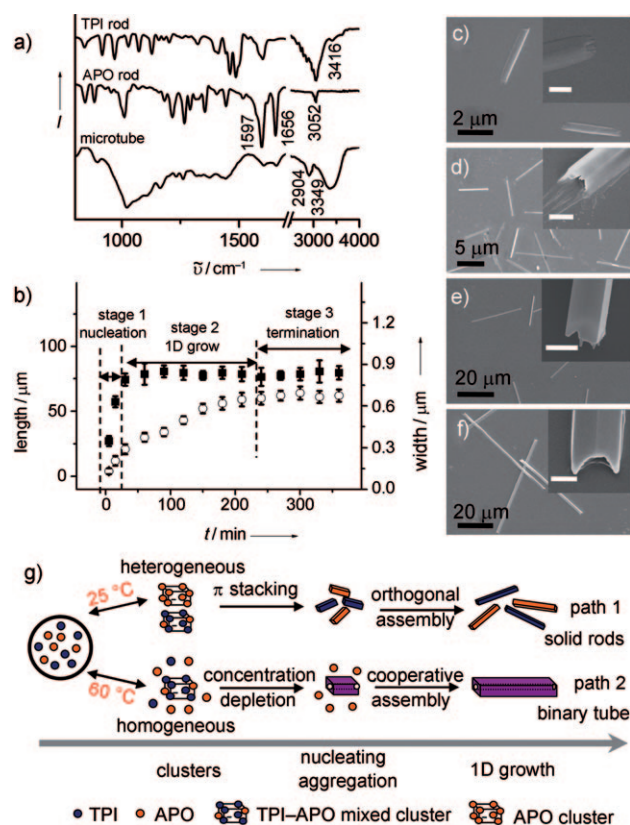 a)
TPI rod
3416
APO rod
1597
1656
3052
microtube
2904
3349
I
1000 1500 3000 4000
ṽ / cm⁻¹
b)
stage 1
nucleation
stage 2
1D grow
stage 3
termination
100
75
50
25
0
length / μm
1.2
0.9
0.6
0.3
0.0
width / μm
0 100 200 300 400
t / min
c)
2 μm
d)
5 μm
e)
20 μm
f)
20 μm
g)
25 °C
60 °C
heterogeneous
π stacking
orthogonal
assembly
path 1
solid rods
homogeneous
concentration
depletion
cooperative
assembly
path 2
binary tube
clusters
nucleating
aggregation
1D growth
TPI APO TPI–APO mixed cluster APO cluster